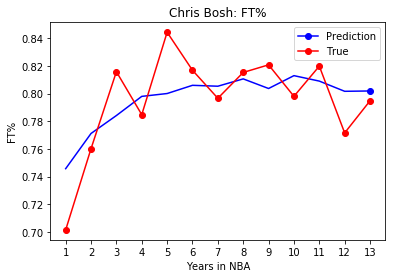 Chris Bosh: FT%
Prediction
True
FT%
0.84
0.82
0.80
0.78
0.76
0.74
0.72
0.70
1 2 3 4 5 6 7 8 9 10 11 12 13
Years in NBA